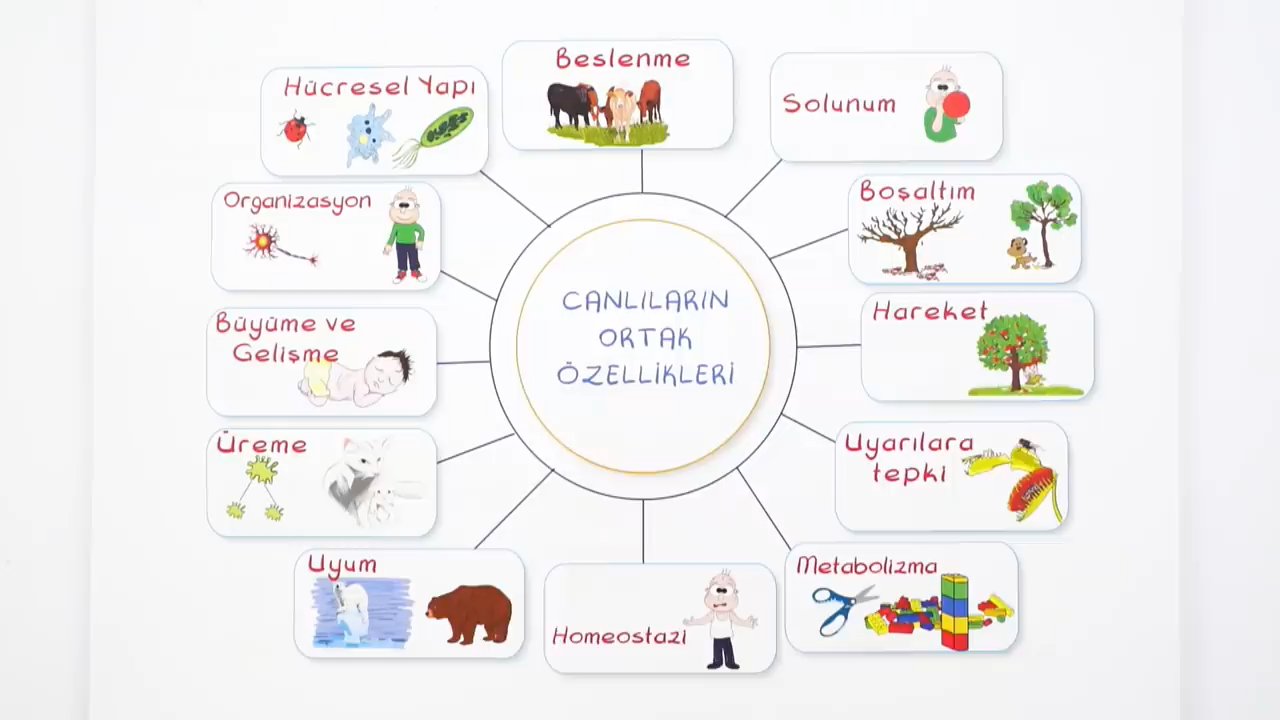 Beslenme
Solunum
Boşaltım
Hareket
Uyarılara
tepki
Metabolizma
Homeostazi
Uyum
Üreme
Büyüme ve
Gelişme
Organizasyon
Hücresel Yapı
CANLILARIN
ORTAK
ÖZELLİKLERİ